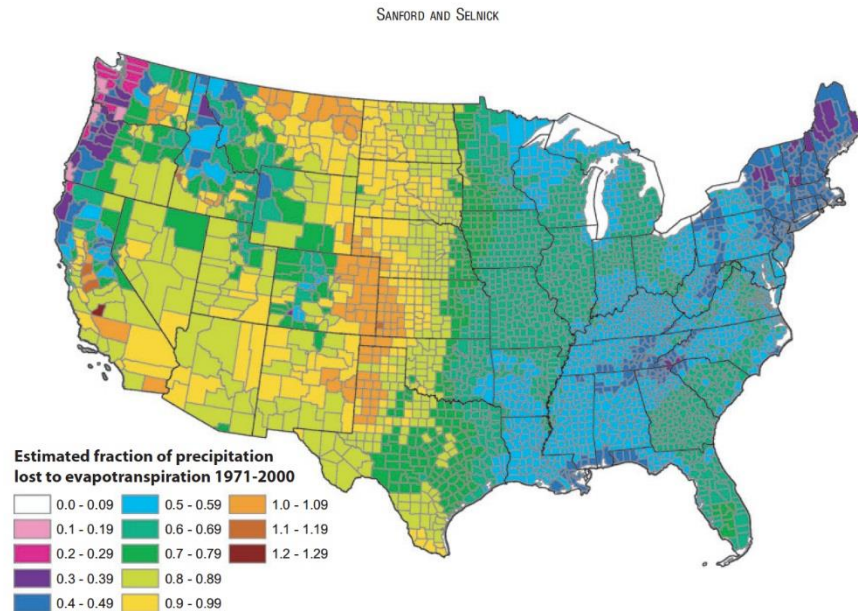 SANFORD AND SELNICK
Estimated fraction of precipitation
lost to evapotranspiration 1971-2000
0.0 - 0.09
0.1 - 0.19
0.2 - 0.29
0.3 - 0.39
0.4 - 0.49
0.5 - 0.59
0.6 - 0.69
0.7 - 0.79
0.8 - 0.89
0.9 - 0.99
1.0 - 1.09
1.1 - 1.19
1.2 - 1.29